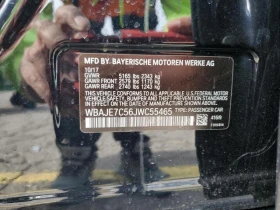 MFD BY: BAYERISCHE MOTOREN WERKE AG
10/17
GVWR 5165 lbs 2343 kg
GAWR FRONT 2579 lbs 1170 kg
GAWR REAR 2740 lbs 1243 kg
THIS VEHICLE CONFORMS TO ALL APPLICABLE FEDERAL MOTOR
VEHICLE SAFETY, BUMPER AND THEFT PREVENTION STANDARDS
IN EFFECT ON THE DATE OF MANUFACTURE SHOWN ABOVE.
WBAJE7C56JWC55465 TYPE: PASSENGER CAR